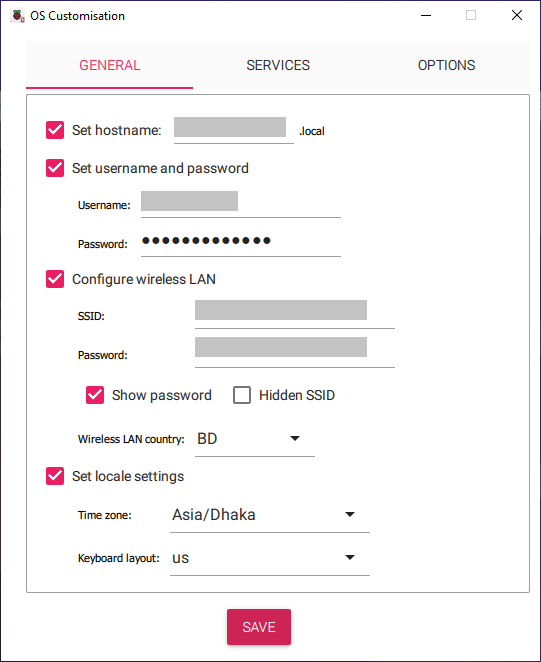 OS Customisation
GENERAL SERVICES OPTIONS
Set hostname: .local
Set username and password
Username:
Password: ●●●●●●●●●●●●●
Configure wireless LAN
SSID:
Password:
Show password Hidden SSID
Wireless LAN country: BD
Set locale settings
Time zone: Asia/Dhaka
Keyboard layout: us
SAVE